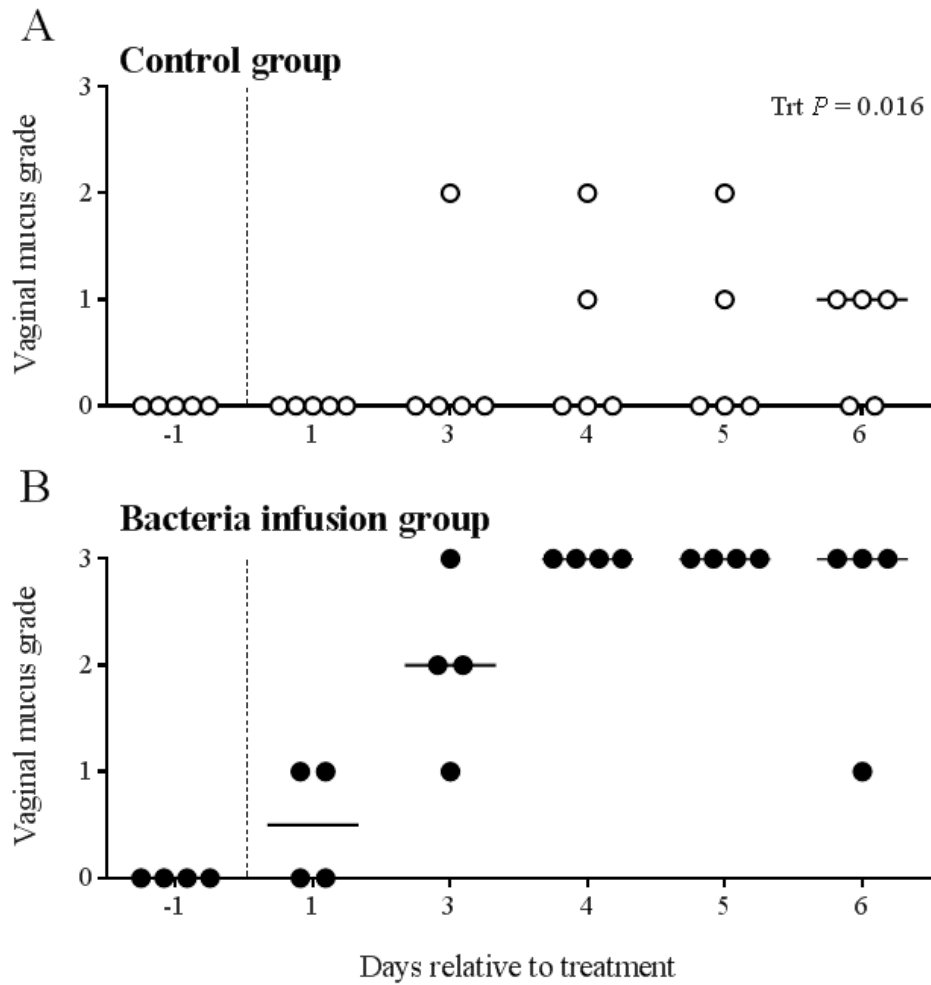 A
Control group
Trt P = 0.016
Vaginal mucus grade
3
2
1
0
-1 1 3 4 5 6
B
Bacteria infusion group
Vaginal mucus grade
3
2
1
0
-1 1 3 4 5 6
Days relative to treatment